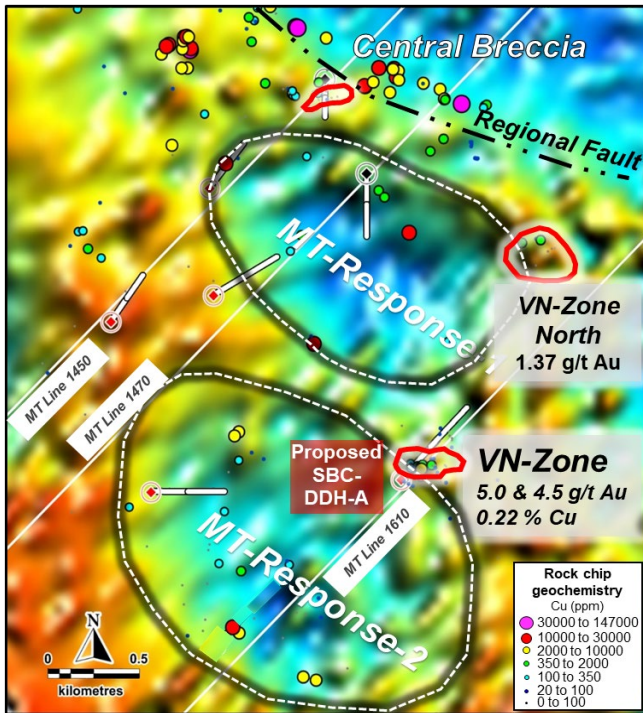 Central Breccia
Regional Fault
MT-Response-
VN-Zone
North
1.37 g/t Au
MT Line 1450
MT Line 1470
Proposed
SBC-
DDH-A
VN-Zone
5.0 & 4.5 g/t Au
0.22 % Cu
MT Line 1610
MT-Response-2
N
0 0.5
kilometres
Rock chip
geochemistry
Cu (ppm)
30000 to 147000
10000 to 30000
2000 to 10000
350 to 2000
100 to 350
20 to 100
0 to 100